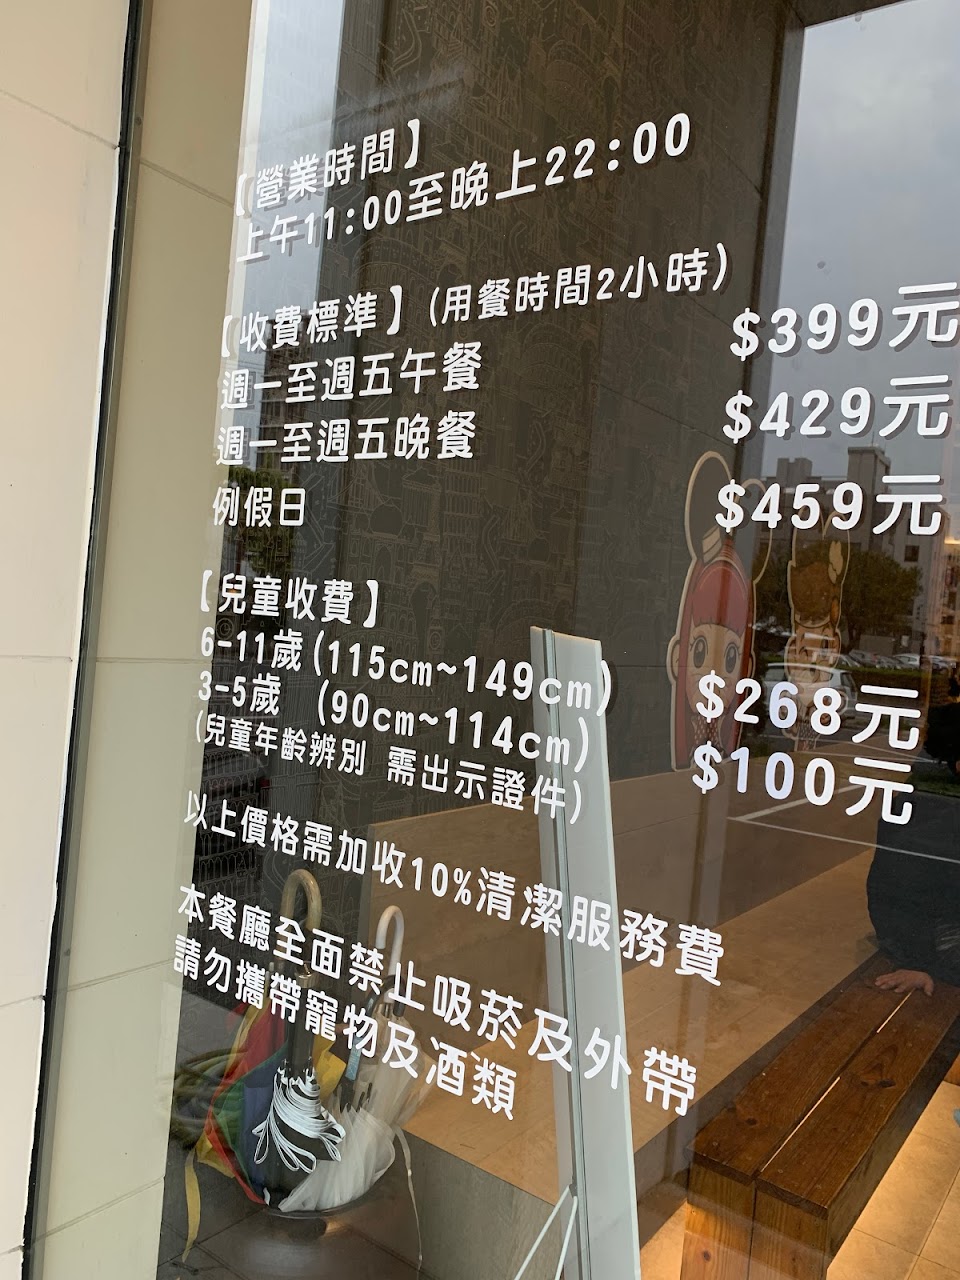 【營業時間】
上午11:00至晚上22:00
【收費標準】(用餐時間2小時)
週一至週五午餐 $399元
週一至週五晚餐 $429元
例假日 $459元
【兒童收費】
6-11歲(115cm~149cm) $268元
3-5歲 (90cm~114cm) $100元
(兒童年齡辨別 需出示證件)
以上價格需加收10%清潔服務費
本餐廳全面禁止吸菸及外帶
請勿攜帶寵物及酒類